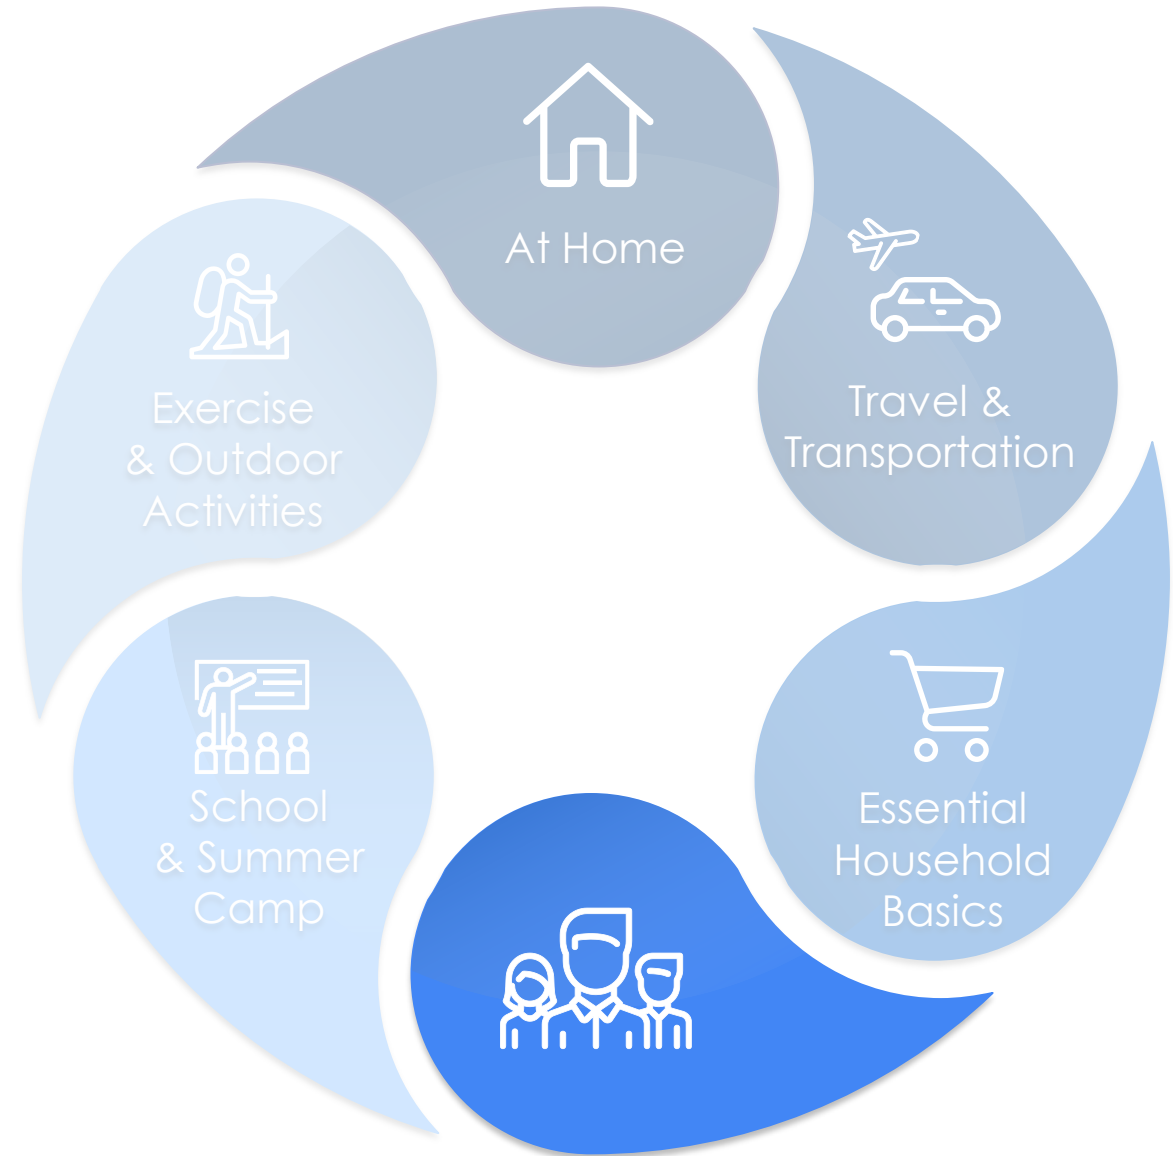 At Home
Travel &
Transportation
Essential
Household
Basics
School
& Summer
Camp
Exercise
& Outdoor
Activities